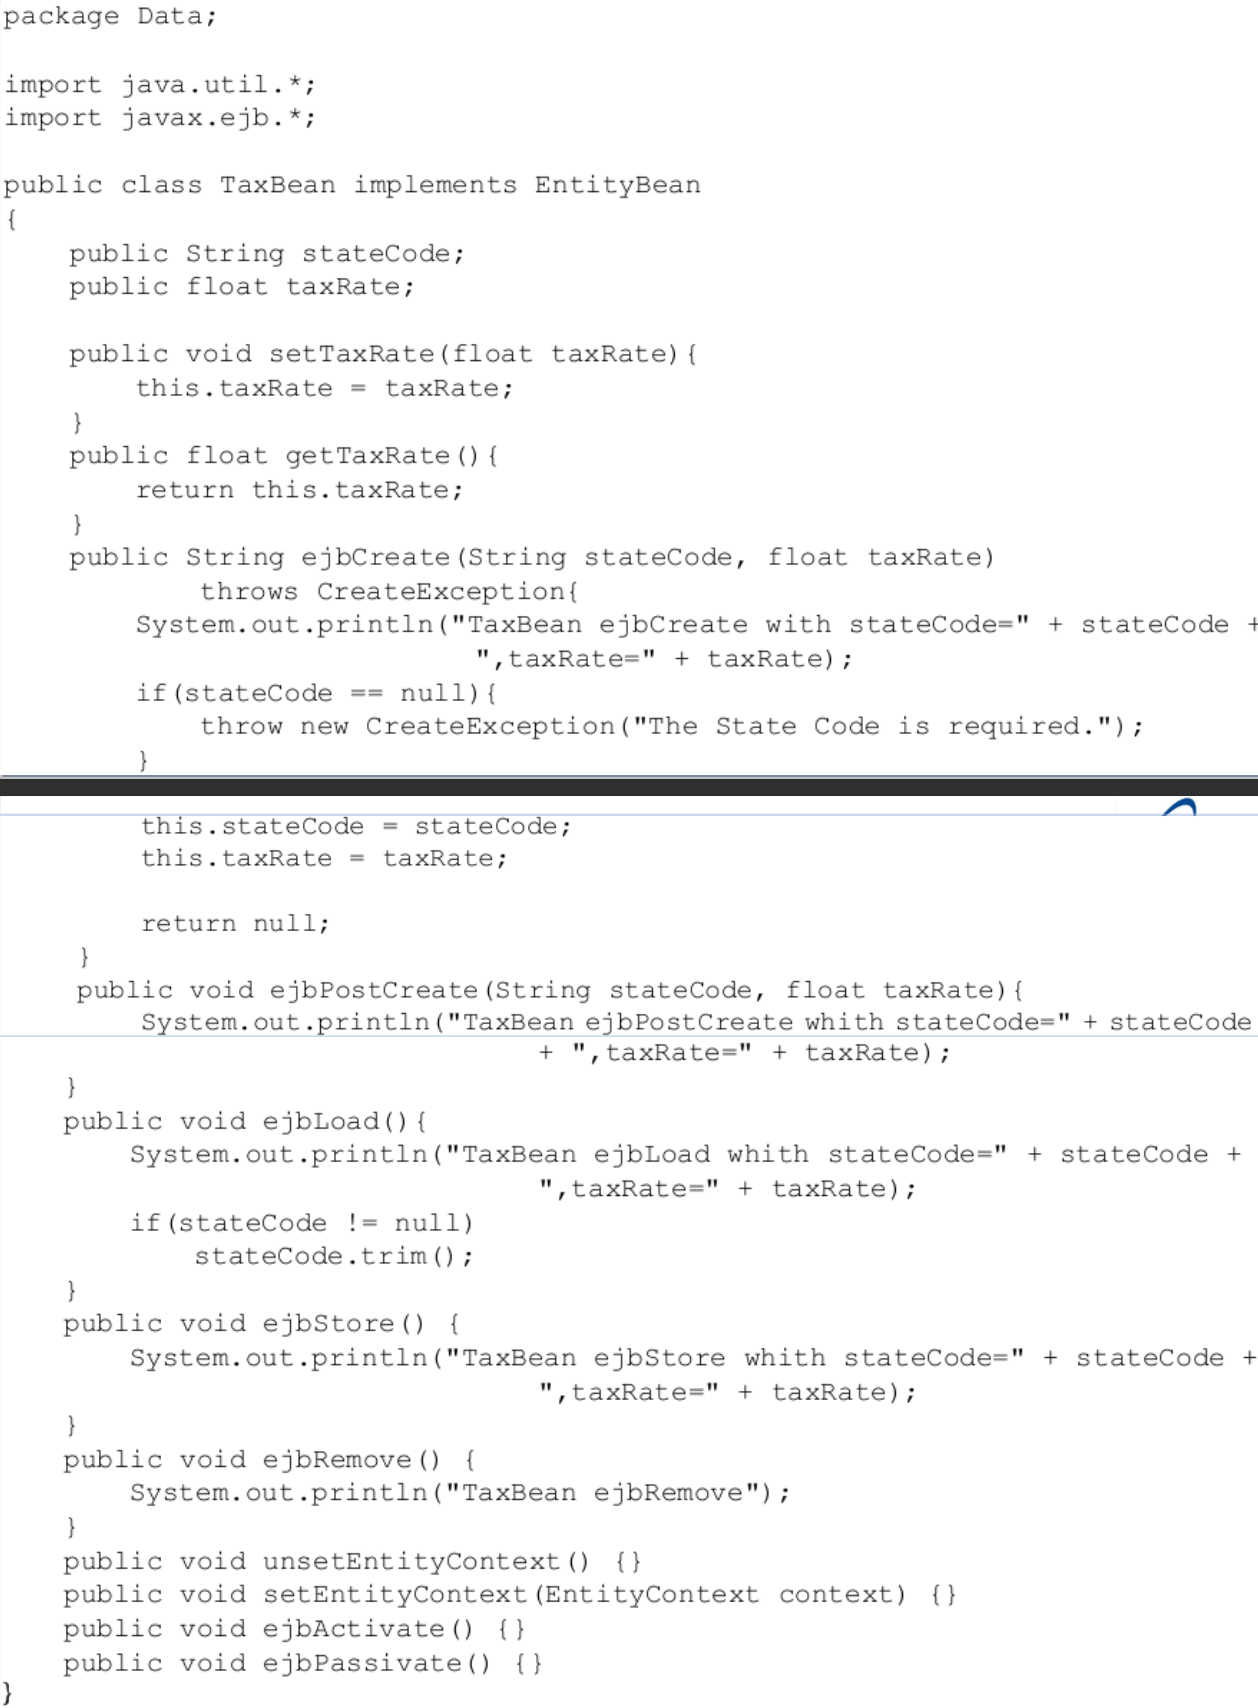 package Data;
import java.util.*;
import javax.ejb.*;
public class TaxBean implements EntityBean
{
public String stateCode;
public float taxRate;
public void setTaxRate(float taxRate){
this.taxRate = taxRate;
}
public float getTaxRate(){
return this.taxRate;
}
public String ejbCreate(String stateCode, float taxRate)
throws CreateException{
System.out.println("TaxBean ejbCreate with stateCode=" + stateCode +
",taxRate=" + taxRate);
if(stateCode == null){
throw new CreateException("The State Code is required.");
}
this.stateCode = stateCode;
this.taxRate = taxRate;
return null;
}
public void ejbPostCreate(String stateCode, float taxRate){
System.out.println("TaxBean ejbPostCreate whith stateCode=" + stateCode
+ ",taxRate=" + taxRate);
}
public void ejbLoad(){
System.out.println("TaxBean ejbLoad whith stateCode=" + stateCode +
",taxRate=" + taxRate);
if(stateCode != null)
stateCode.trim();
}
public void ejbStore() {
System.out.println("TaxBean ejbStore whith stateCode=" + stateCode +
",taxRate=" + taxRate);
}
public void ejbRemove() {
System.out.println("TaxBean ejbRemove");
}
public void unsetEntityContext() {}
public void setEntityContext(EntityContext context) {}
public void ejbActivate() {}
public void ejbPassivate() {}
}